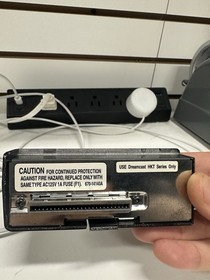 CAUTION FOR CONTINUED PROTECTION
AGAINST FIRE HAZARD, REPLACE ONLY WITH
SAME TYPE AC125V 1A FUSE (F1). 670-14140A
USE Dreamcast HKT Series Only